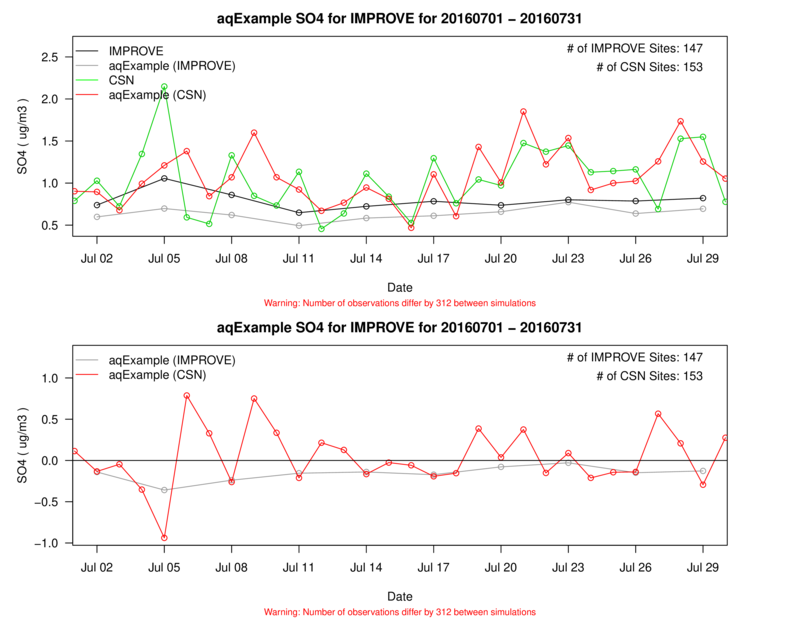 aqExample SO4 for IMPROVE for 20160701 − 20160731
IMPROVE
aqExample (IMPROVE)
CSN
aqExample (CSN)
# of IMPROVE Sites: 147
# of CSN Sites: 153
SO4 ( ug/m3 )
2.5
2.0
1.5
1.0
0.5
Jul 02 Jul 05 Jul 08 Jul 11 Jul 14 Jul 17 Jul 20 Jul 23 Jul 26 Jul 29
Date
Warning: Number of observations differ by 312 between simulations
aqExample SO4 for IMPROVE for 20160701 − 20160731
aqExample (IMPROVE)
aqExample (CSN)
# of IMPROVE Sites: 147
# of CSN Sites: 153
SO4 ( ug/m3 )
1.0
0.5
0.0
−0.5
−1.0
Jul 02 Jul 05 Jul 08 Jul 11 Jul 14 Jul 17 Jul 20 Jul 23 Jul 26 Jul 29
Date
Warning: Number of observations differ by 312 between simulations